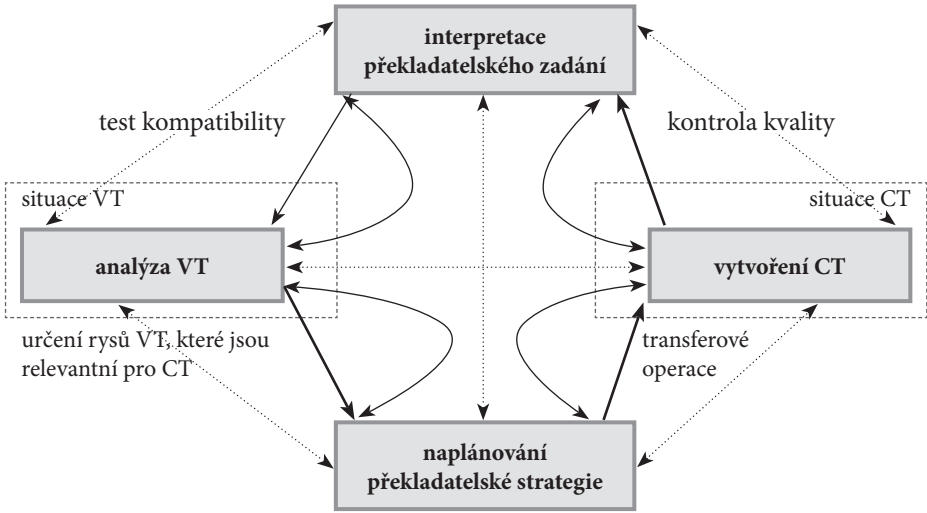 interpretace
překladatelského zadání
test kompatibility
kontrola kvality
situace VT
situace CT
analýza VT
vytvoření CT
určení rysů VT, které jsou
relevantní pro CT
transferové
operace
naplánování
překladatelské strategie